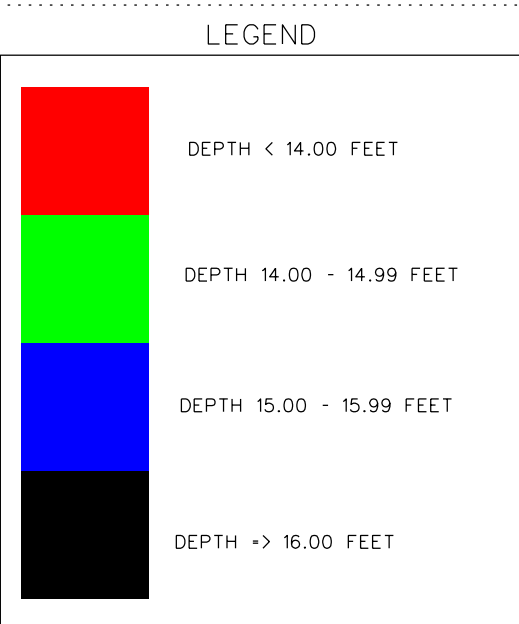 LEGEND
DEPTH < 14.00 FEET
DEPTH 14.00 - 14.99 FEET
DEPTH 15.00 - 15.99 FEET
DEPTH => 16.00 FEET